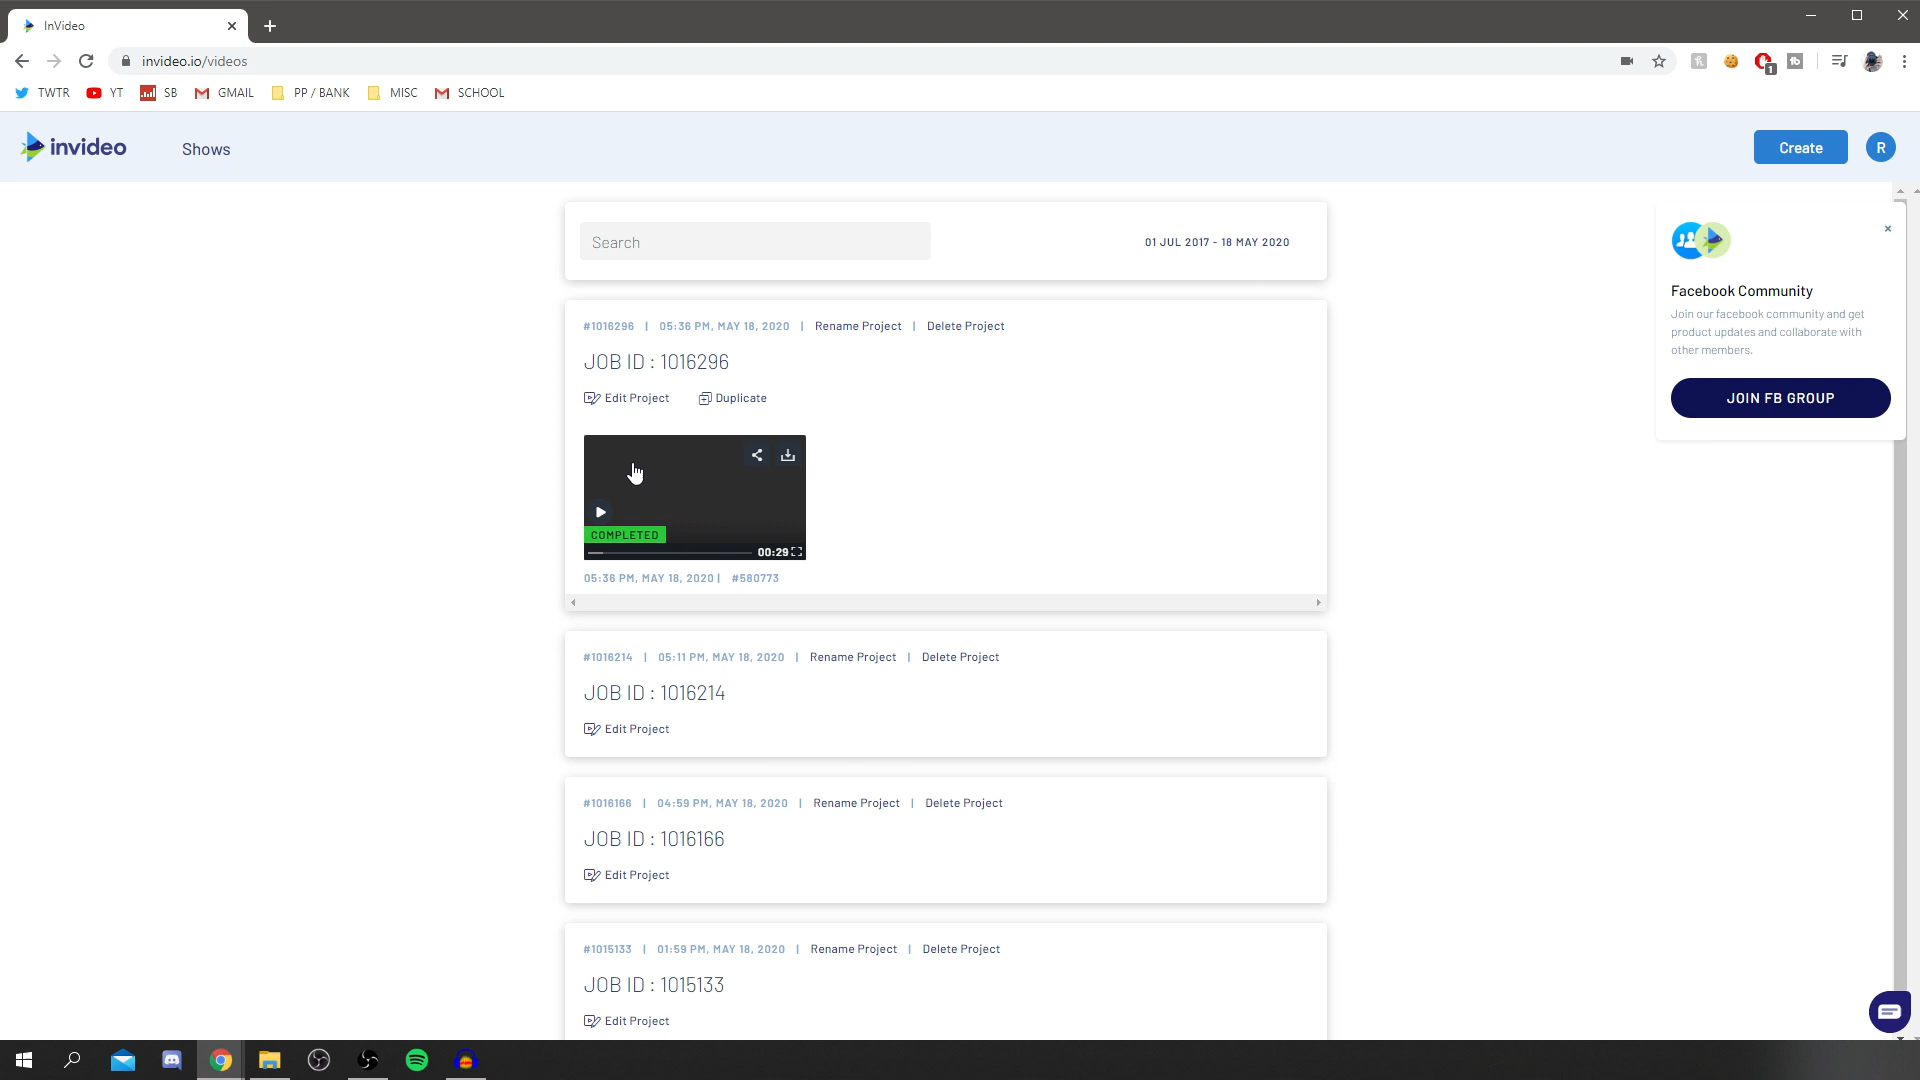 InVideo
invideo.io/videos
1
TWTR YT SB GMAIL PP / BANK MISC SCHOOL
invideo Shows Create R
Search 01 JUL 2017 - 18 MAY 2020
#1016296 | 05:36 PM, MAY 18, 2020 | Rename Project | Delete Project
JOB ID : 1016296
Edit Project Duplicate
COMPLETED
00:29
05:36 PM, MAY 18, 2020 | #580773
#1016214 | 05:11 PM, MAY 18, 2020 | Rename Project | Delete Project
JOB ID : 1016214
Edit Project
#1016166 | 04:59 PM, MAY 18, 2020 | Rename Project | Delete Project
JOB ID : 1016166
Edit Project
#1015133 | 01:59 PM, MAY 18, 2020 | Rename Project | Delete Project
JOB ID : 1015133
Edit Project
Facebook Community
Join our facebook community and get
product updates and collaborate with
other members.
JOIN FB GROUP